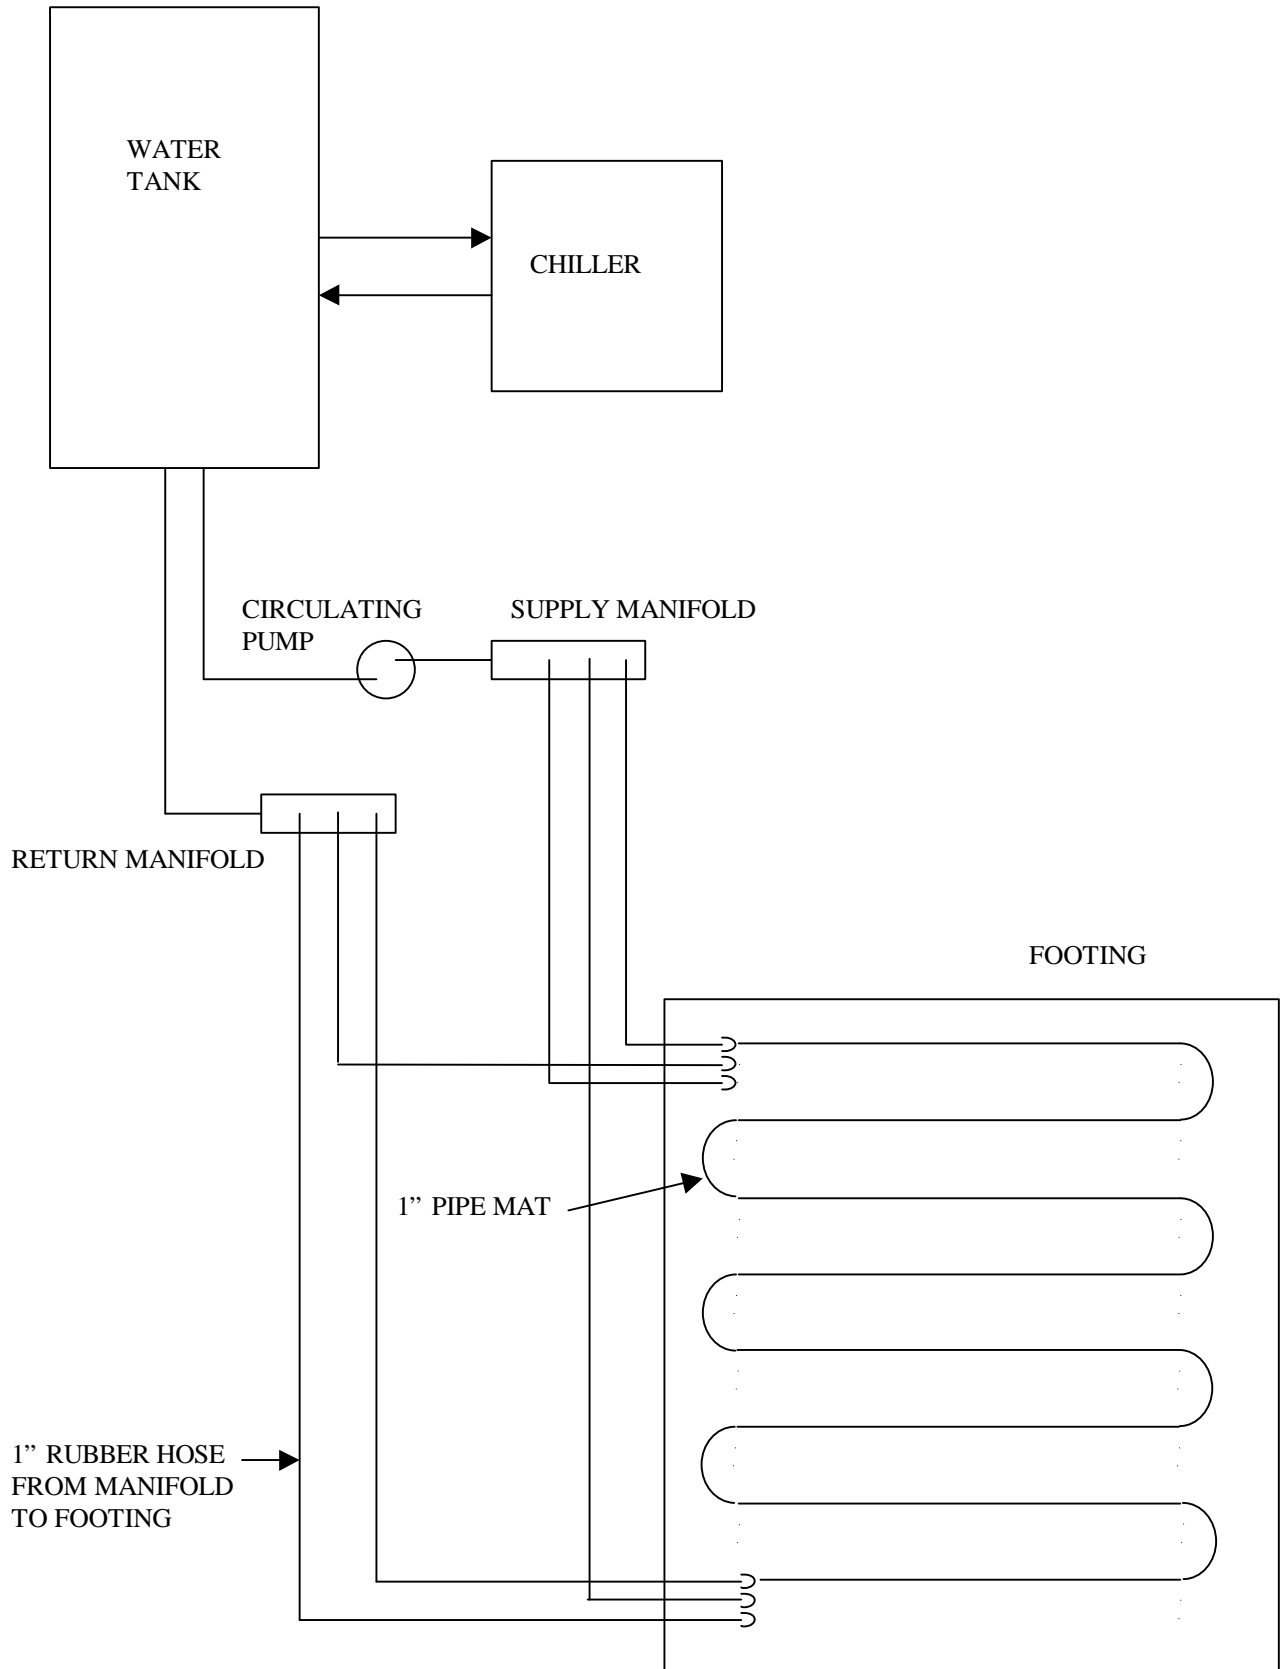 WATER
TANK
CHILLER
CIRCULATING
PUMP
SUPPLY MANIFOLD
RETURN MANIFOLD
FOOTING
1” PIPE MAT
1” RUBBER HOSE
FROM MANIFOLD
TO FOOTING